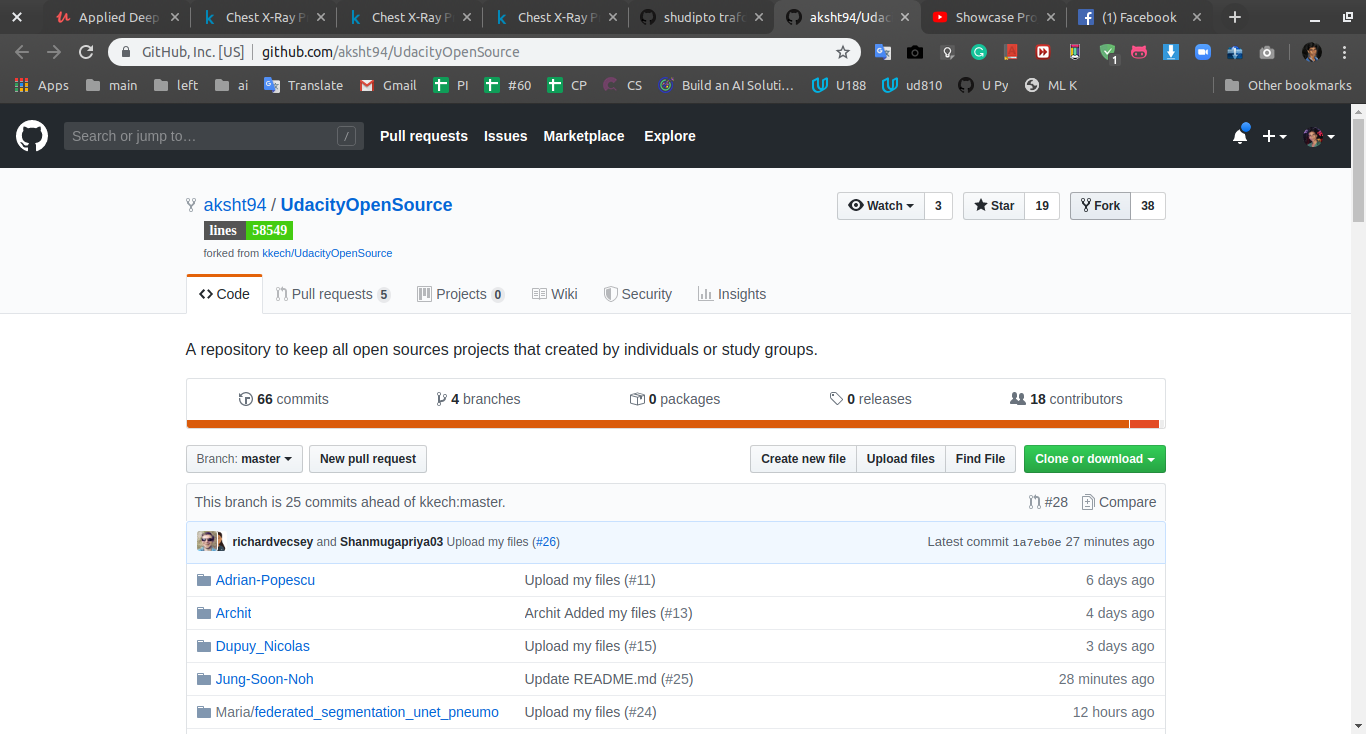 Applied Deep
Chest X-Ray P
Chest X-Ray P
Chest X-Ray P
shudipto trafo
aksht94/Udac
Showcase Pro
(1) Facebook
GitHub, Inc. [US] github.com/aksht94/UdacityOpenSource
1
Apps main left ai Translate Gmail PI #60 CP CS Build an AI Soluti... U188 ud810 U Py ML K Other bookmarks
Search or jump to... / Pull requests Issues Marketplace Explore
aksht94 / UdacityOpenSource
Watch 3 Star 19 Fork 38
lines 58549
forked from kkech/UdacityOpenSource
Code Pull requests 5 Projects 0 Wiki Security Insights
A repository to keep all open sources projects that created by individuals or study groups.
66 commits 4 branches 0 packages 0 releases 18 contributors
Branch: master New pull request Create new file Upload files Find File Clone or download
This branch is 25 commits ahead of kkech:master. #28 Compare
richardvecsey and Shanmugapriya03 Upload my files (#26) Latest commit 1a7eb0e 27 minutes ago
Adrian-Popescu Upload my files (#11) 6 days ago
Archit Archit Added my files (#13) 4 days ago
Dupuy_Nicolas Upload my files (#15) 3 days ago
Jung-Soon-Noh Update README.md (#25) 28 minutes ago
Maria/federated_segmentation_unet_pneumo Upload my files (#24) 12 hours ago